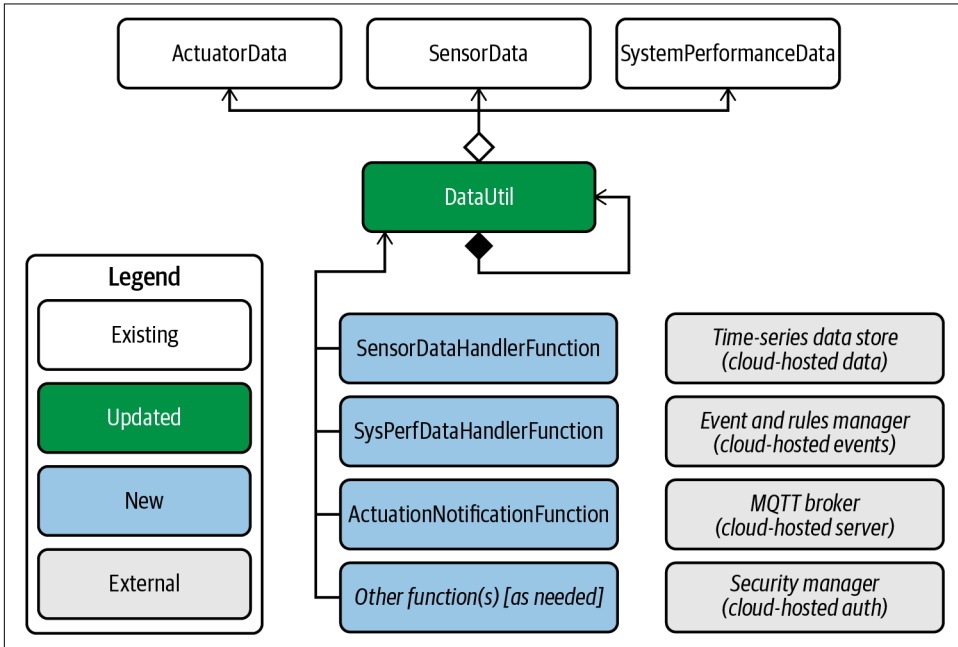 ActuatorData
SensorData
SystemPerformanceData
DataUtil
Legend
Existing
Updated
New
External
SensorDataHandlerFunction
SysPerfDataHandlerFunction
ActuationNotificationFunction
Other function(s) [as needed]
Time-series data store
(cloud-hosted data)
Event and rules manager
(cloud-hosted events)
MQTT broker
(cloud-hosted server)
Security manager
(cloud-hosted auth)